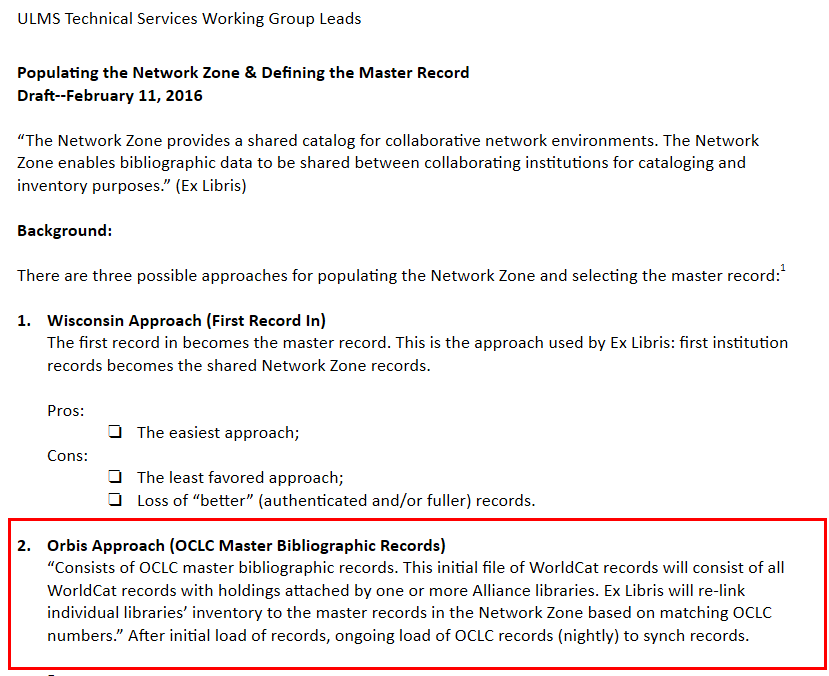 ULMS Technical Services Working Group Leads
Populating the Network Zone & Defining the Master Record
Draft--February 11, 2016
“The Network Zone provides a shared catalog for collaborative network environments. The Network
Zone enables bibliographic data to be shared between collaborating institutions for cataloging and
inventory purposes.” (Ex Libris)
Background:
There are three possible approaches for populating the Network Zone and selecting the master record:1
1. Wisconsin Approach (First Record In)
The first record in becomes the master record. This is the approach used by Ex Libris: first institution
records becomes the shared Network Zone records.
Pros:
❏ The easiest approach;
Cons:
❏ The least favored approach;
❏ Loss of “better” (authenticated and/or fuller) records.
2. Orbis Approach (OCLC Master Bibliographic Records)
“Consists of OCLC master bibliographic records. This initial file of WorldCat records will consist of all
WorldCat records with holdings attached by one or more Alliance libraries. Ex Libris will re-link
individual libraries’ inventory to the master records in the Network Zone based on matching OCLC
numbers.” After initial load of records, ongoing load of OCLC records (nightly) to synch records.